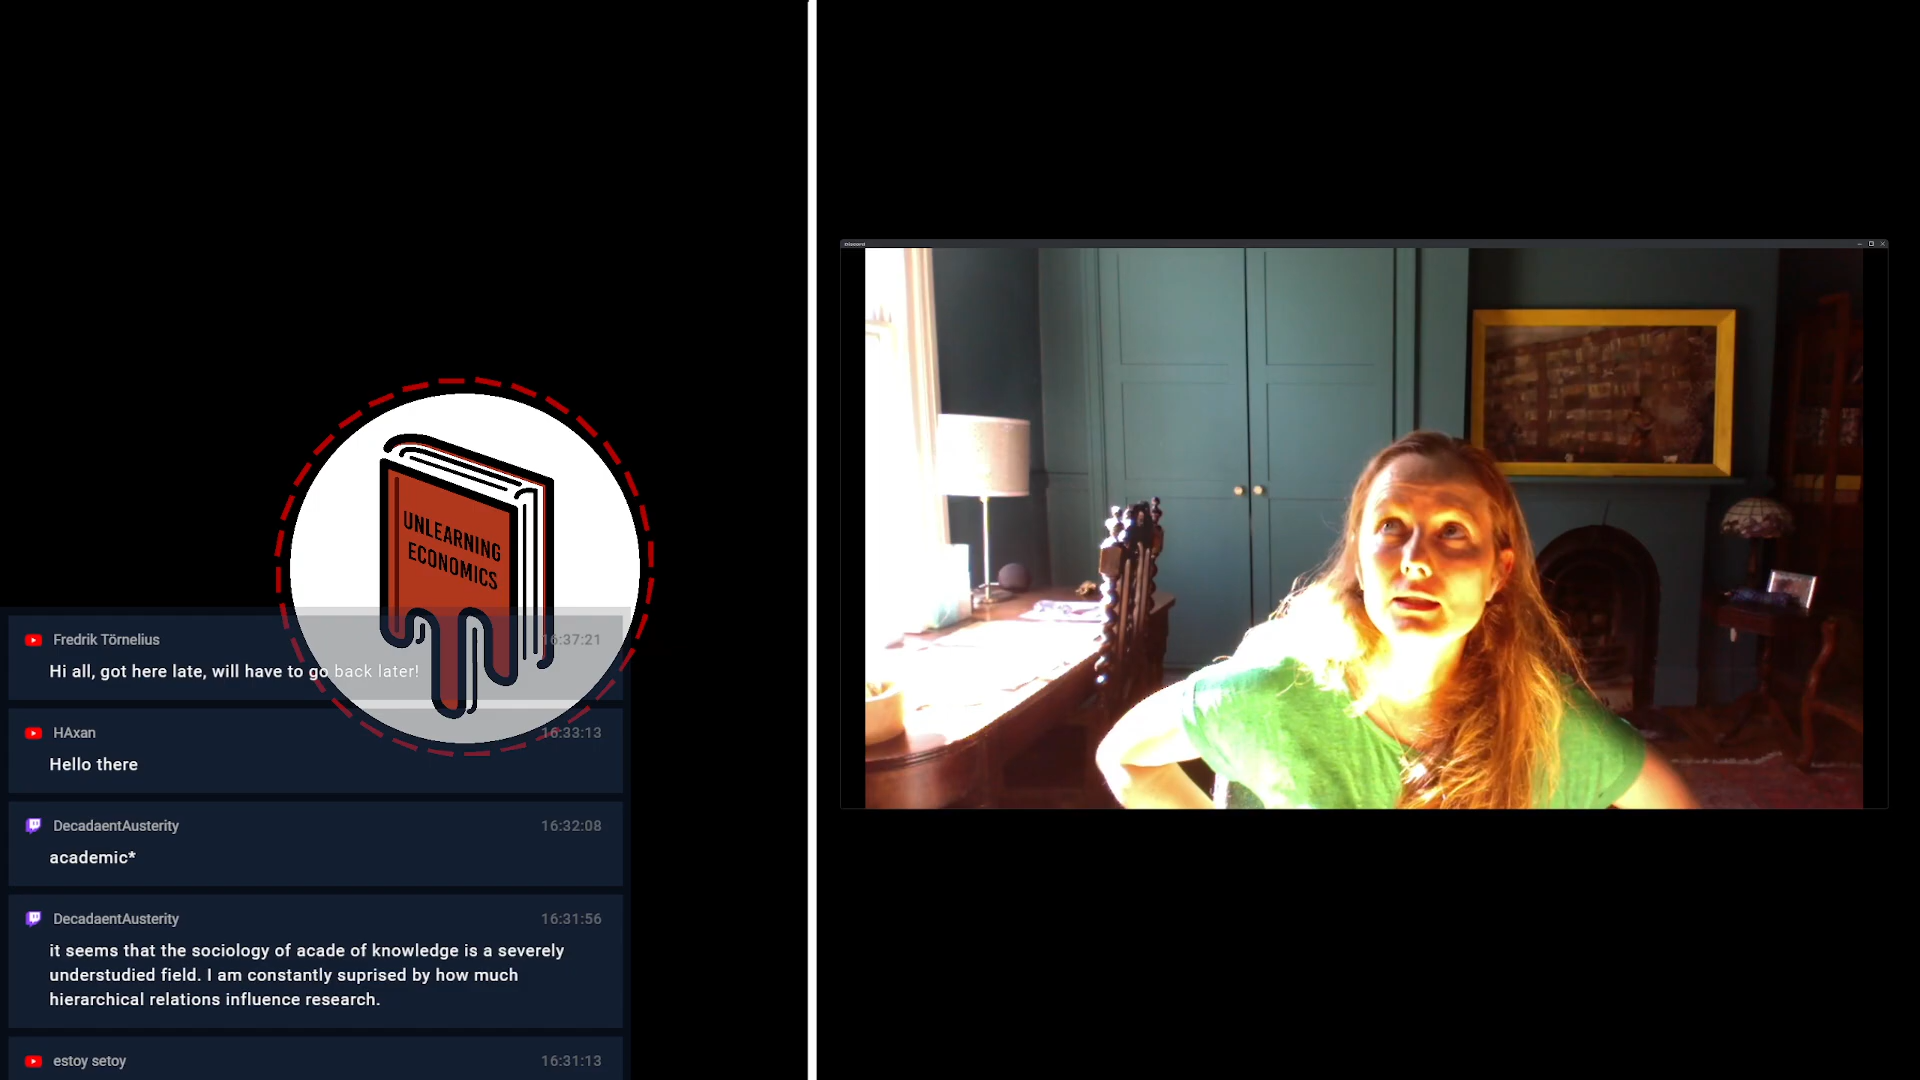 UNLEARNING
ECONOMICS
Fredrik Törnelius 16:37:21
Hi all, got here late, will have to go back later!
HAxan 16:33:13
Hello there
DecadaentAusterity 16:32:08
academic*
DecadaentAusterity 16:31:56
it seems that the sociology of acade of knowledge is a severely
understudied field. I am constantly suprised by how much
hierarchical relations influence research.
estoy setoy 16:31:13